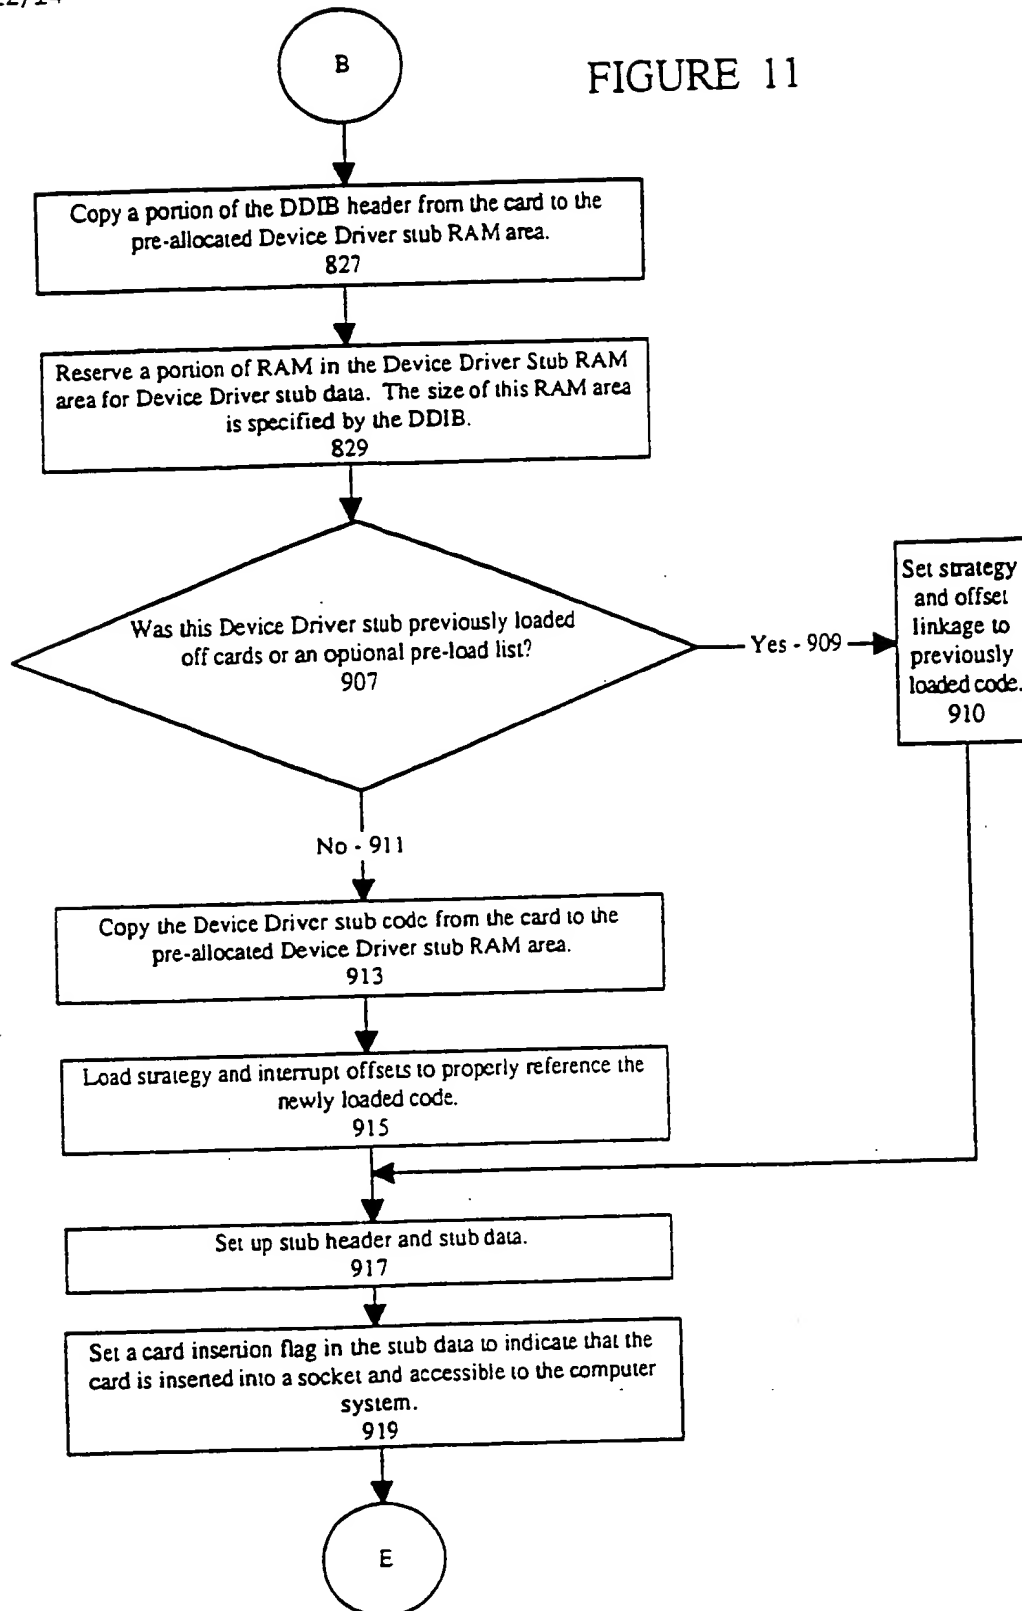 B
FIGURE 11
Copy a portion of the DDIB header from the card to the
pre-allocated Device Driver stub RAM area.
827
Reserve a portion of RAM in the Device Driver Stub RAM
area for Device Driver stub data. The size of this RAM area
is specified by the DDIB.
829
Was this Device Driver stub previously loaded
off cards or an optional pre-load list?
907
Yes - 909
Set strategy
and offset
linkage to
previously
loaded code.
910
No - 911
Copy the Device Driver stub code from the card to the
pre-allocated Device Driver stub RAM area.
913
Load strategy and interrupt offsets to properly reference the
newly loaded code.
915
Set up stub header and stub data.
917
Set a card insertion flag in the stub data to indicate that the
card is inserted into a socket and accessible to the computer
system.
919
E